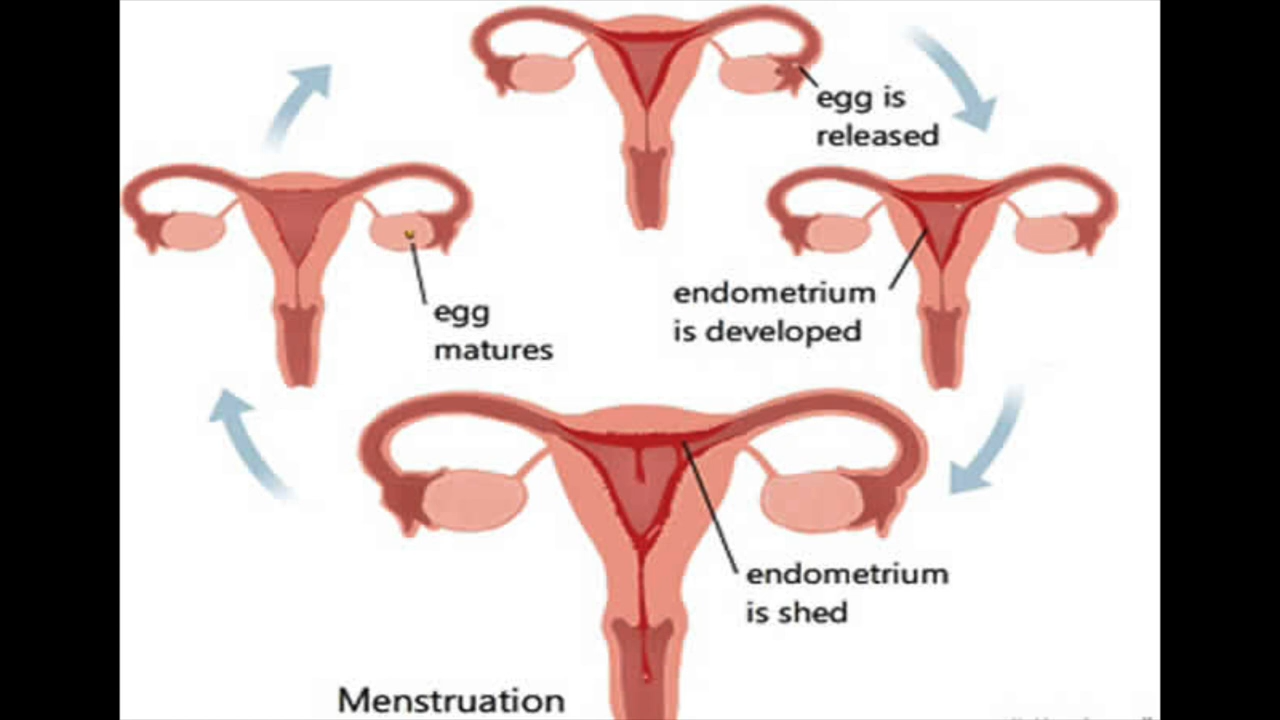 egg is
released
endometrium
is developed
egg
matures
endometrium
is shed
Menstruation